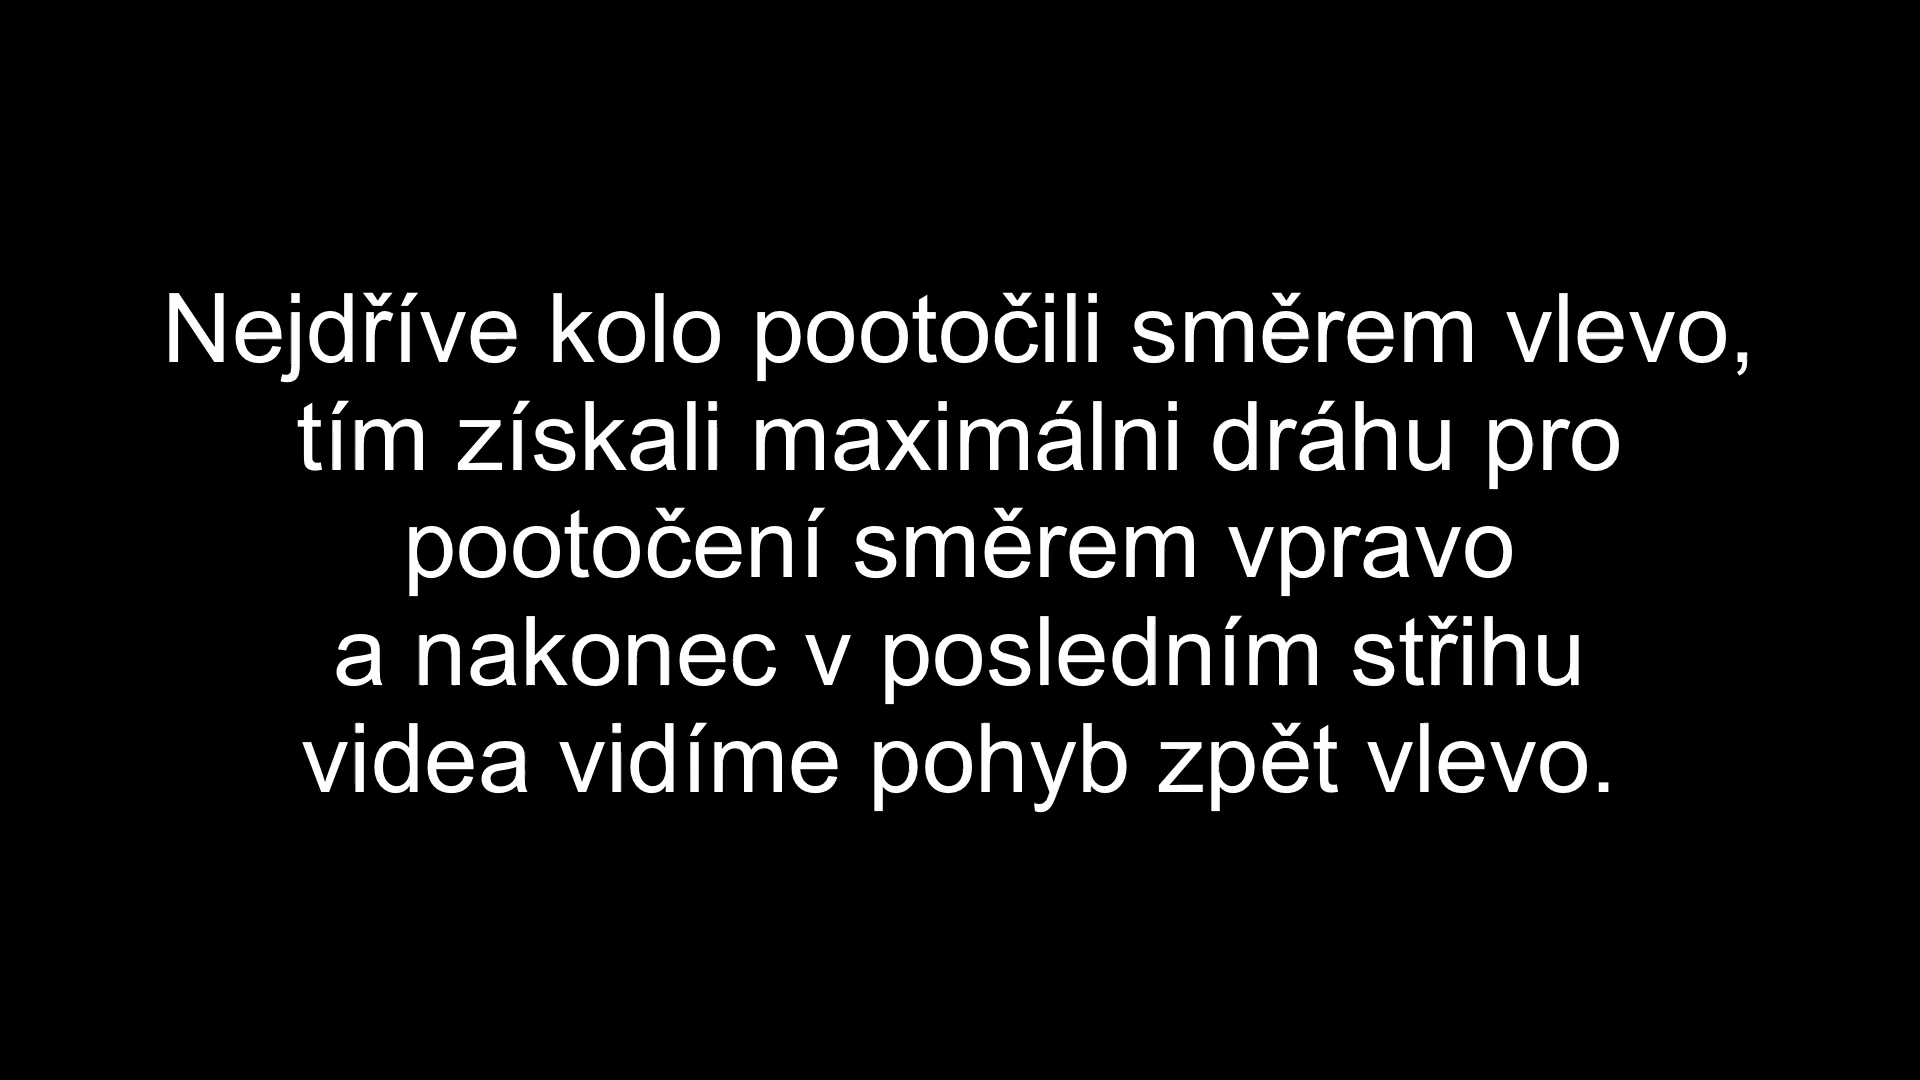 Nejdříve kolo pootočili směrem vlevo,
tím získali maximálni dráhu pro
pootočení směrem vpravo
a nakonec v posledním střihu
videa vidíme pohyb zpět vlevo.